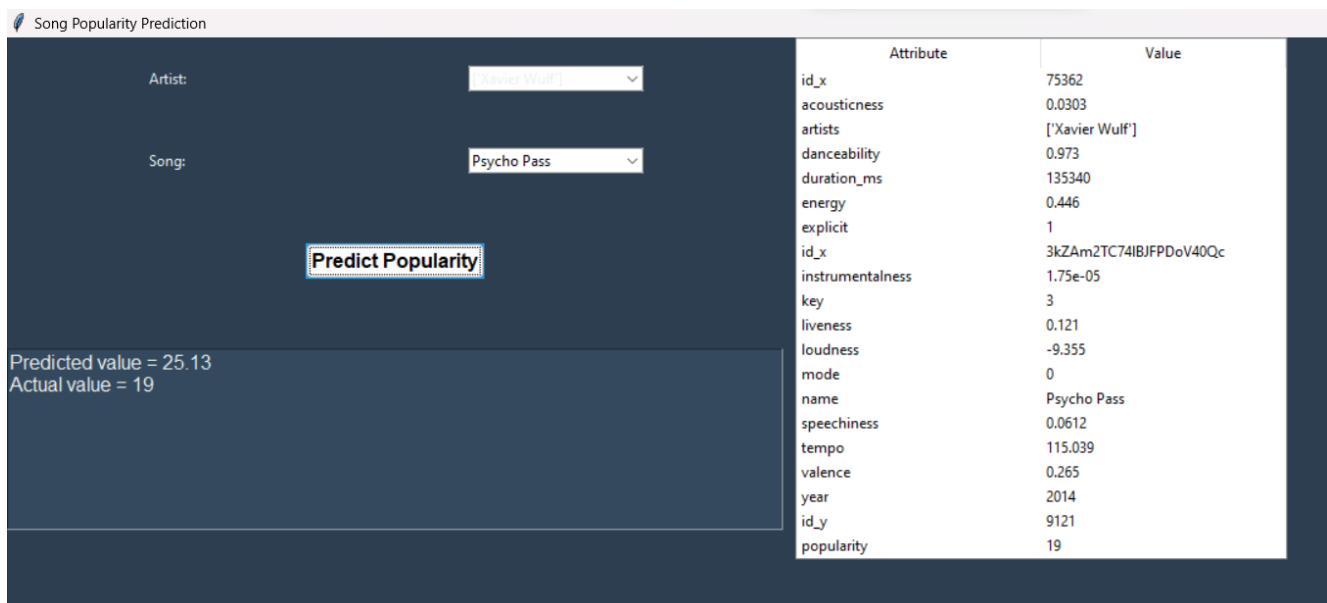 Song Popularity Prediction
Artist:
['Xavier Wulf']
Song:
Psycho Pass
Predict Popularity
Predicted value = 25.13
Actual value = 19
Attribute Value
id_x 75362
acousticness 0.0303
artists ['Xavier Wulf']
danceability 0.973
duration_ms 135340
energy 0.446
explicit 1
id_x 3kZAm2TC74IBJFPDoV40Qc
instrumentalness 1.75e-05
key 3
liveness 0.121
loudness -9.355
mode 0
name Psycho Pass
speechiness 0.0612
tempo 115.039
valence 0.265
year 2014
id_y 9121
popularity 19